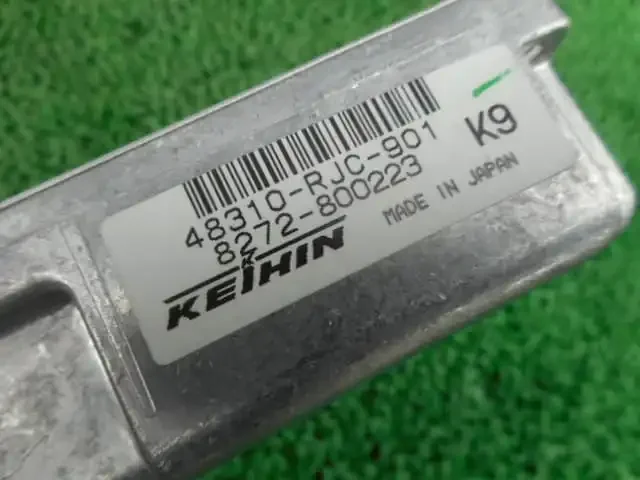 48310-RJC-901
8272-800223
K9
KEIHIN
MADE IN JAPAN